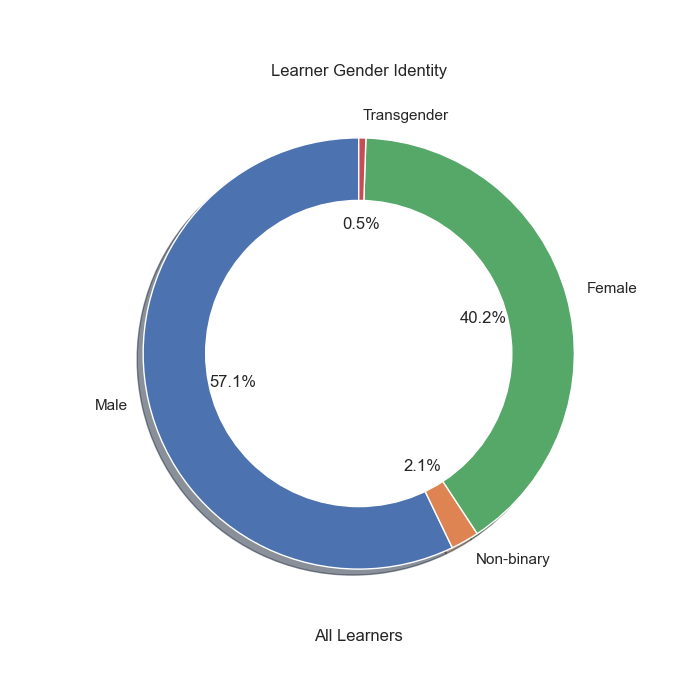 Learner Gender Identity
Transgender
0.5%
Female
40.2%
57.1%
Male
2.1%
Non-binary
All Learners